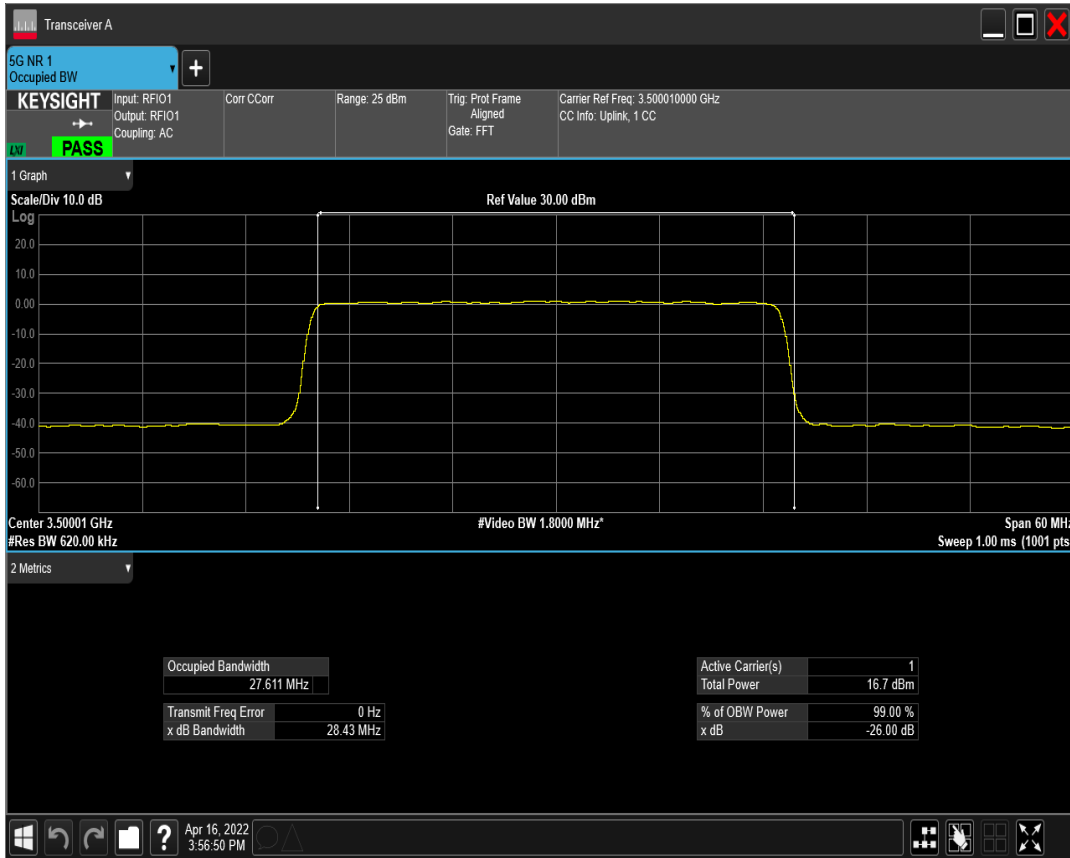 Transceiver A
5G NR 1
Occupied BW
KEYSIGHT
LXI
PASS
Input: RFIO1
Output: RFIO1
Coupling: AC
Corr CCorr
Range: 25 dBm
Trig: Prot Frame
Aligned
Gate: FFT
Carrier Ref Freq: 3.500010000 GHz
CC Info: Uplink, 1 CC
1 Graph
Scale/Div 10.0 dB
Ref Value 30.00 dBm
Log
20.0
10.0
0.00
-10.0
-20.0
-30.0
-40.0
-50.0
-60.0
Center 3.50001 GHz
#Video BW 1.8000 MHz*
Span 60 MHz
#Res BW 620.00 kHz
Sweep 1.00 ms (1001 pts
2 Metrics
Occupied Bandwidth
27.611 MHz
Transmit Freq Error 0 Hz
x dB Bandwidth 28.43 MHz
Active Carrier(s) 1
Total Power 16.7 dBm
% of OBW Power 99.00 %
x dB -26.00 dB
?
Apr 16, 2022
3:56:50 PM